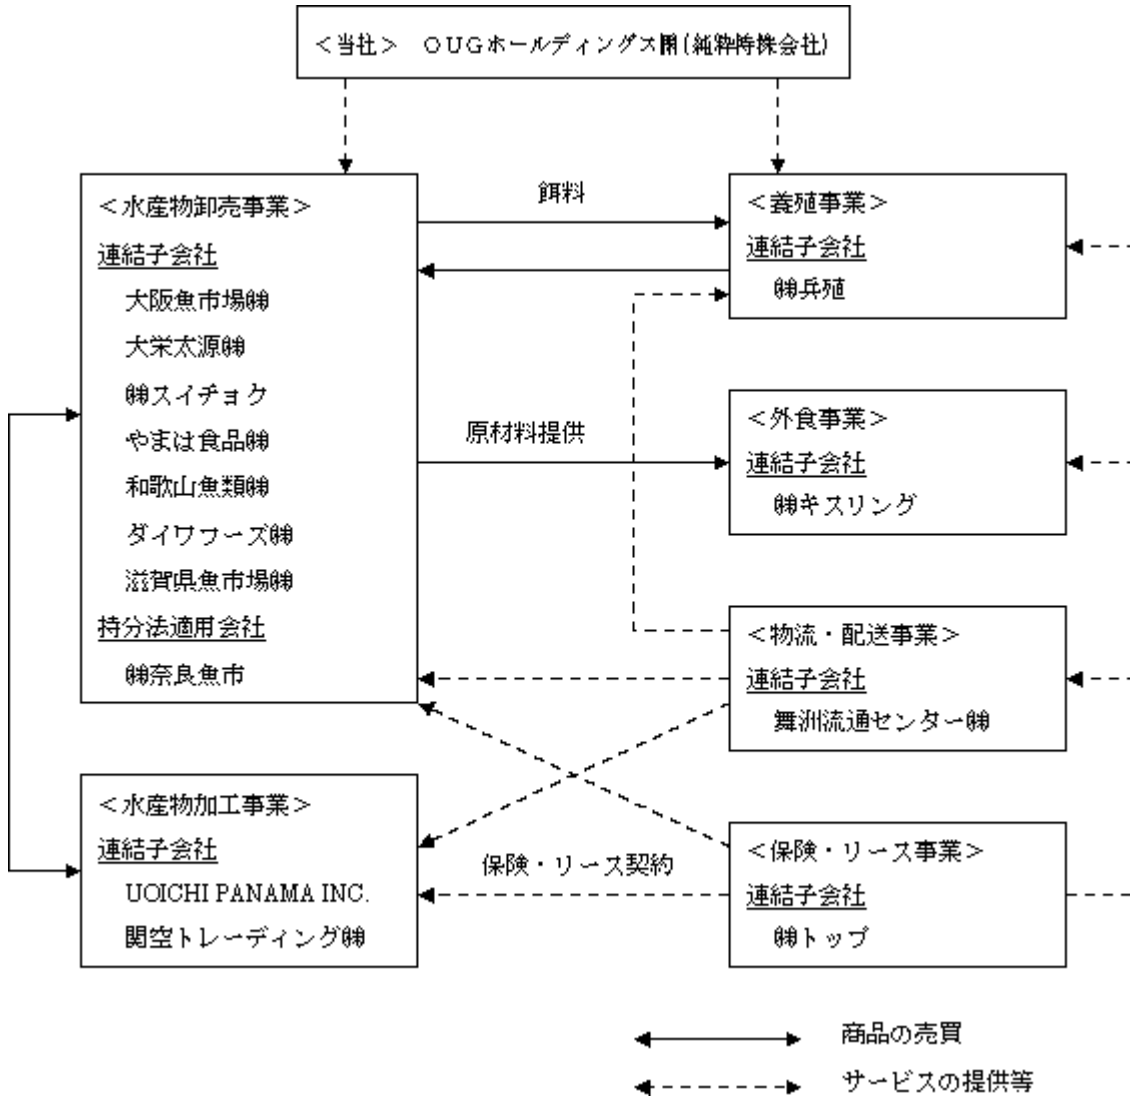 ＜当社＞　ＯＵＧホールディングス㈱(純粋持株会社)
＜水産物卸売事業＞
連結子会社
大阪魚市場㈱
大栄太源㈱
㈱スイチョク
やまは食品㈱
和歌山魚類㈱
ダイワフーズ㈱
滋賀県魚市場㈱
持分法適用会社
㈱奈良魚市
＜水産物加工事業＞
連結子会社
UOICHI PANAMA INC.
関空トレーディング㈱
餌料
原材料提供
保険・リース契約
＜養殖事業＞
連結子会社
㈱兵殖
＜外食事業＞
連結子会社
㈱キスリング
＜物流・配送事業＞
連結子会社
舞洲流通センター㈱
＜保険・リース事業＞
連結子会社
㈱トップ
商品の売買
サービスの提供等